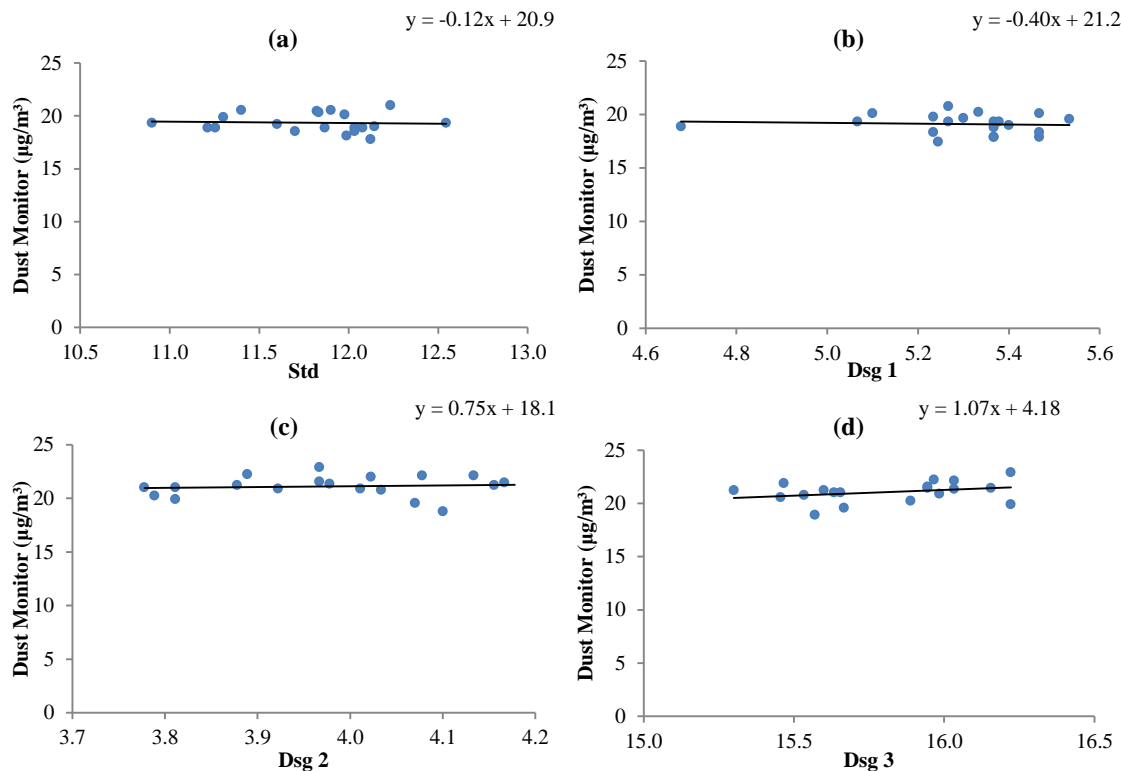 y = -0.12x + 20.9
(a)
Dust Monitor (µg/m³)
25
20
15
10
5
0
10.5 11.0 11.5 12.0 12.5 13.0
Std
y = -0.40x + 21.2
(b)
Dust Monitor (µg/m³)
25
20
15
10
5
0
4.6 4.8 5.0 5.2 5.4 5.6
Dsg 1
y = 0.75x + 18.1
(c)
Dust Monitor (µg/m³)
25
20
15
10
5
0
3.7 3.8 3.9 4.0 4.1 4.2
Dsg 2
y = 1.07x + 4.18
(d)
Dust Monitor (µg/m³)
25
20
15
10
5
0
15.0 15.5 16.0 16.5
Dsg 3